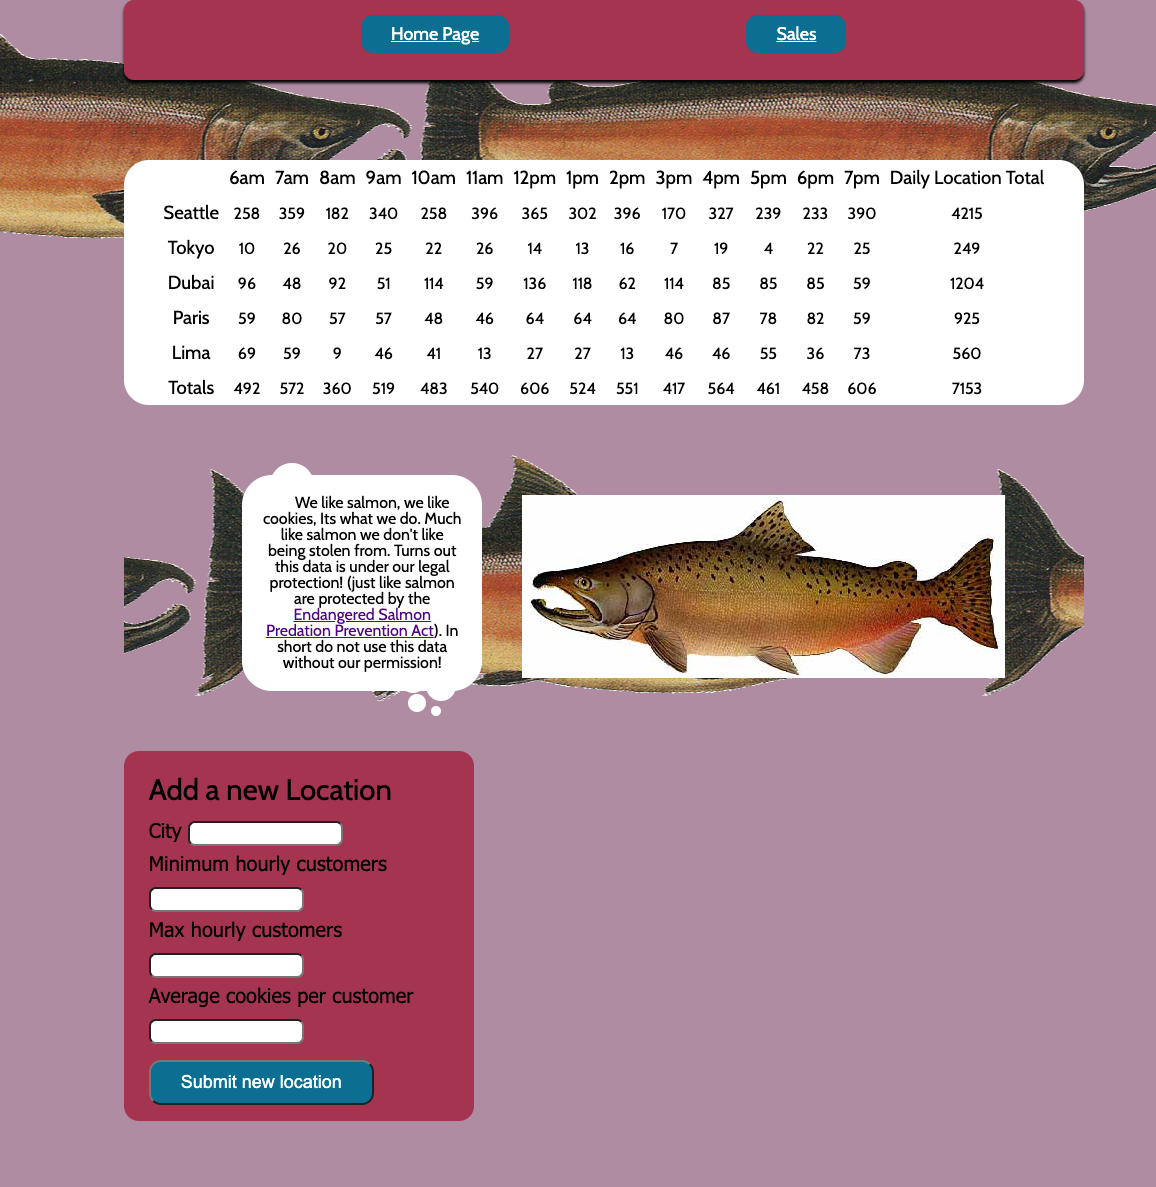 Home Page Sales
6am 7am 8am 9am 10am 11am 12pm 1pm 2pm 3pm 4pm 5pm 6pm 7pm Daily Location Total
Seattle 258 359 182 340 258 396 365 302 396 170 327 239 233 390 4215
Tokyo 10 26 20 25 22 26 14 13 16 7 19 4 22 25 249
Dubai 96 48 92 51 114 59 136 118 62 114 85 85 85 59 1204
Paris 59 80 57 57 48 46 64 64 64 80 87 78 82 59 925
Lima 69 59 9 46 41 13 27 27 13 46 46 55 36 73 560
Totals 492 572 360 519 483 540 606 524 551 417 564 461 458 606 7153
We like salmon, we like
cookies, Its what we do. Much
like salmon we don't like
being stolen from. Turns out
this data is under our legal
protection! (just like salmon
are protected by the
Endangered Salmon
Predation Prevention Act). In
short do not use this data
without our permission!
Add a new Location
City
Minimum hourly customers
Max hourly customers
Average cookies per customer
Submit new location